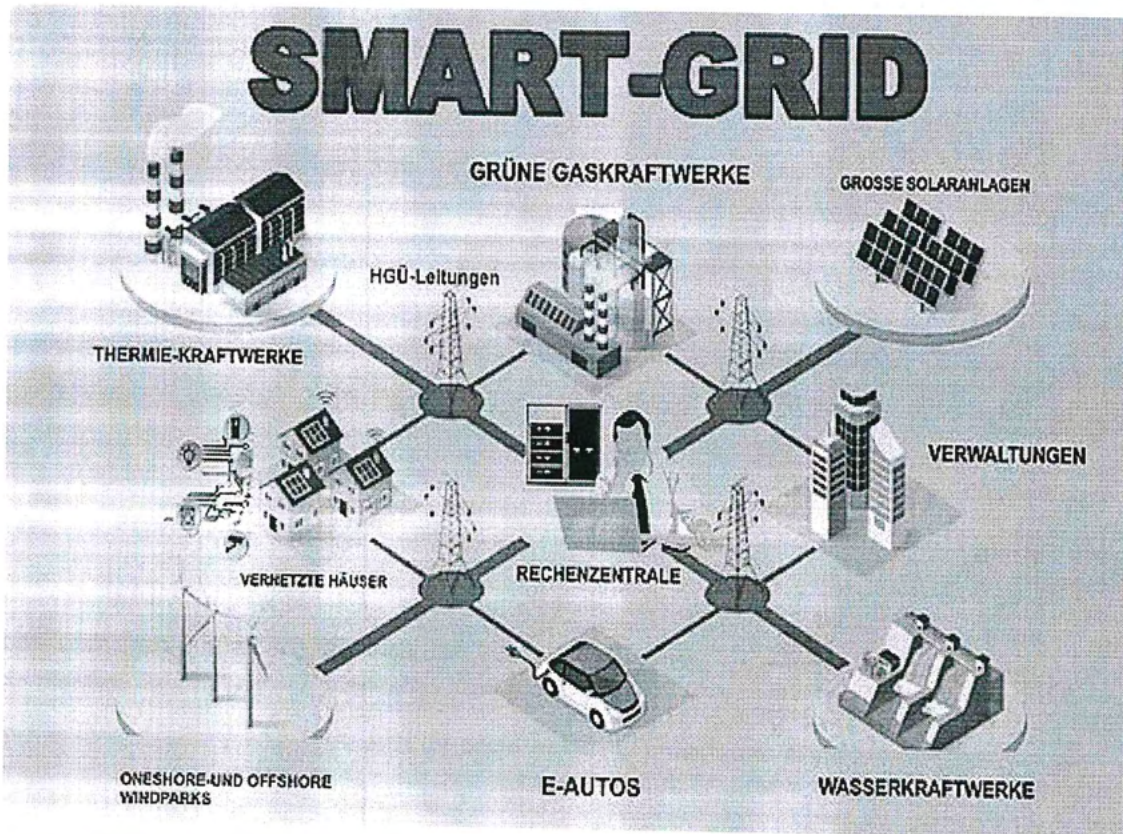 SMART-GRID
GRÜNE GASKRAFTWERKE
GROSSE SOLARANLAGEN
HGÜ-Leitungen
THERMIE-KRAFTWERKE
VERWALTUNGEN
VERNETZTE HÄUSER
RECHENZENTRALE
ONESHORE-UND OFFSHORE
WINDPARKS
E-AUTOS
WASSERKRAFTWERKE